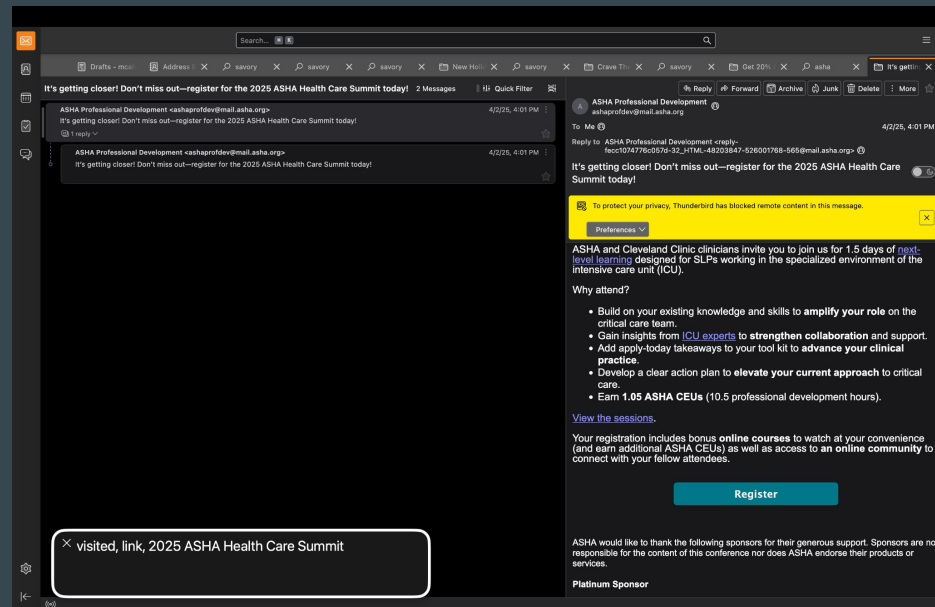 Search... ⌘ K
Drafts - mca
Address
savory
savory
savory
New Holi
savory
Crave Th
savory
Get 20%
asha
It's getting
It's getting closer! Don't miss out—register for the 2025 ASHA Health Care Summit today! 2 Messages
Quick Filter
ASHA Professional Development <ashaprofdev@mail.asha.org>
4/2/25, 4:01 PM
It's getting closer! Don't miss out—register for the 2025 ASHA Health Care Summit today!
1 reply
ASHA Professional Development <ashaprofdev@mail.asha.org>
4/2/25, 4:01 PM
It's getting closer! Don't miss out—register for the 2025 ASHA Health Care Summit today!
Reply
Forward
Archive
Junk
Delete
More
A
ASHA Professional Development
ashaprofdev@mail.asha.org
To Me
4/2/25, 4:01 PM
Reply to ASHA Professional Development <reply-
fecc1074776c057d-32_HTML-48203847-526001768-565@mail.asha.org>
It's getting closer! Don't miss out—register for the 2025 ASHA Health Care
Summit today!
To protect your privacy, Thunderbird has blocked remote content in this message.
Preferences
ASHA and Cleveland Clinic clinicians invite you to join us for 1.5 days of next-
level learning designed for SLPs working in the specialized environment of the
intensive care unit (ICU).
Why attend?
• Build on your existing knowledge and skills to amplify your role on the
critical care team.
• Gain insights from ICU experts to strengthen collaboration and support.
• Add apply-today takeaways to your tool kit to advance your clinical
practice.
• Develop a clear action plan to elevate your current approach to critical
care.
• Earn 1.05 ASHA CEUs (10.5 professional development hours).
View the sessions.
Your registration includes bonus online courses to watch at your convenience
(and earn additional ASHA CEUs) as well as access to an online community to
connect with your fellow attendees.
Register
ASHA would like to thank the following sponsors for their generous support. Sponsors are no
responsible for the content of this conference nor does ASHA endorse their products or
services.
Platinum Sponsor
visited, link, 2025 ASHA Health Care Summit